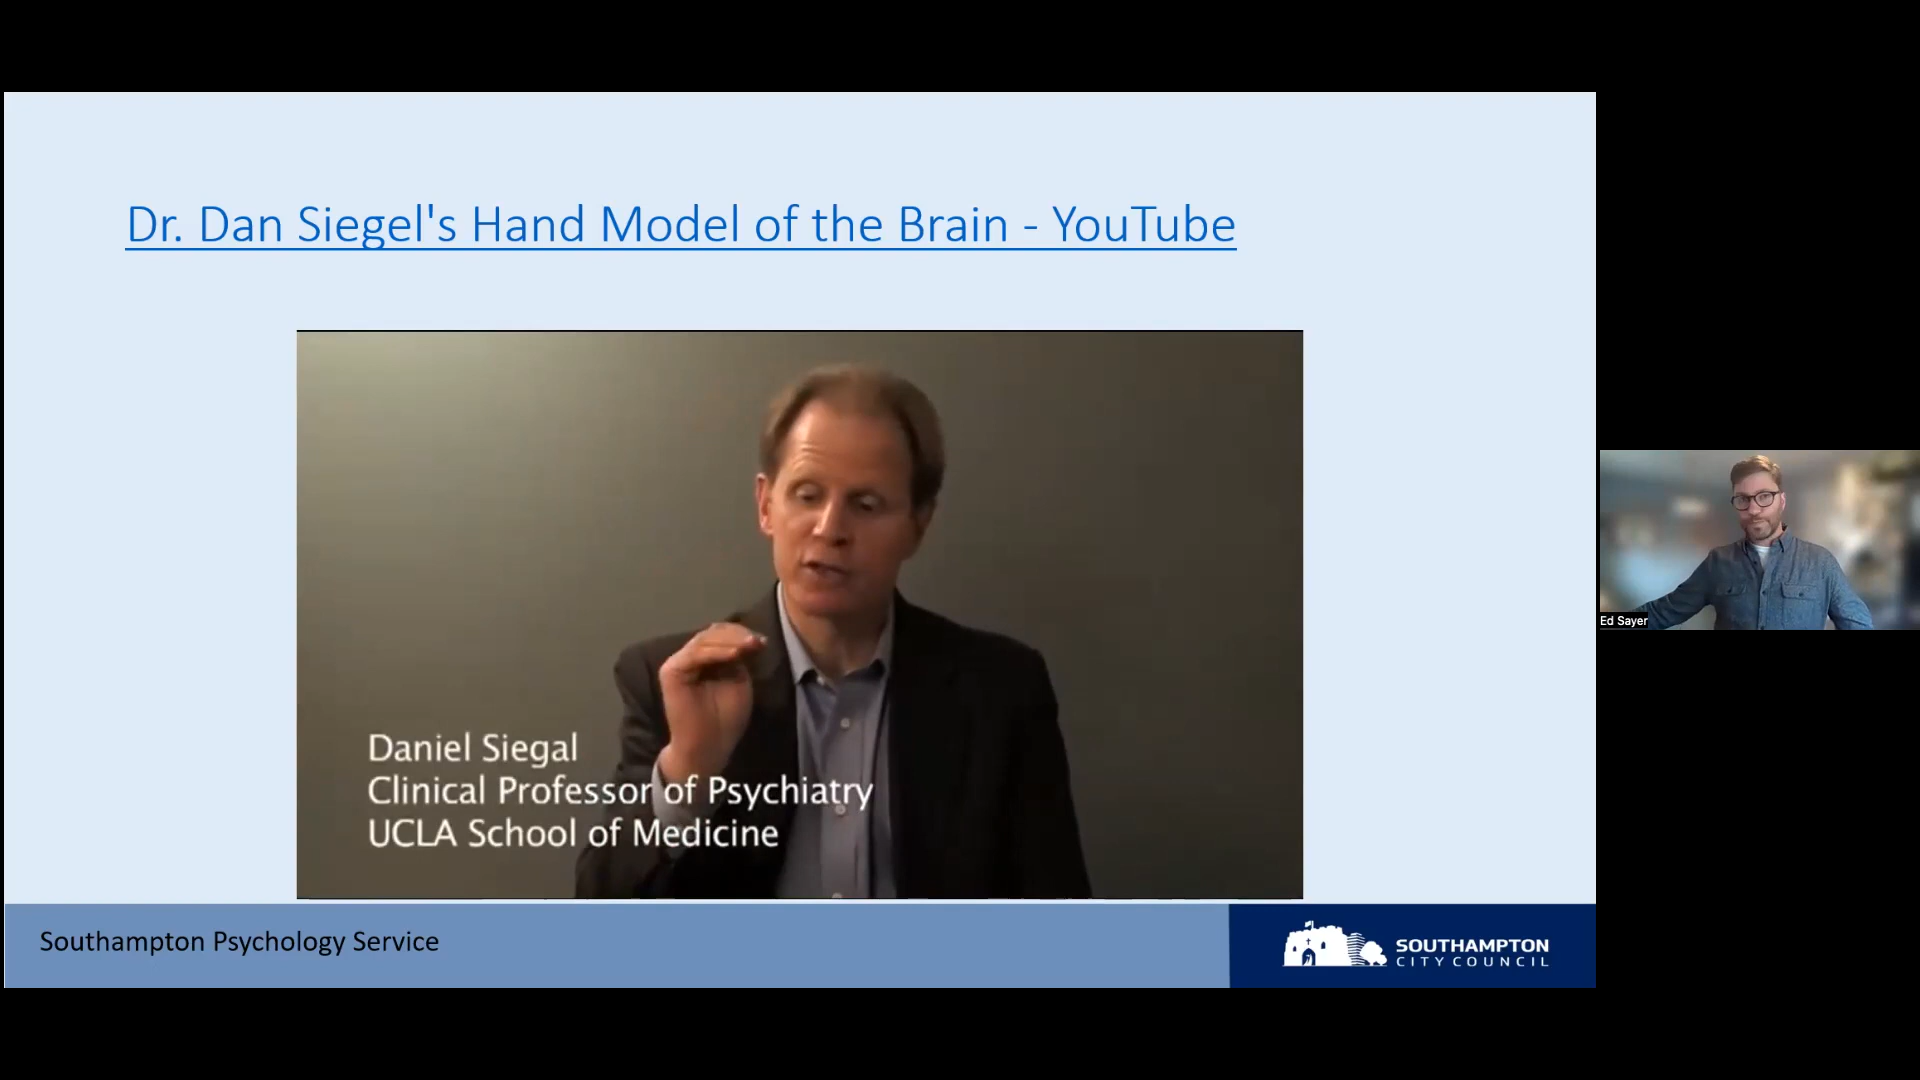 Dr. Dan Siegel's Hand Model of the Brain - YouTube
Daniel Siegal
Clinical Professor of Psychiatry
UCLA School of Medicine
Ed Sayer
Southampton Psychology Service
SOUTHAMPTON
CITY COUNCIL